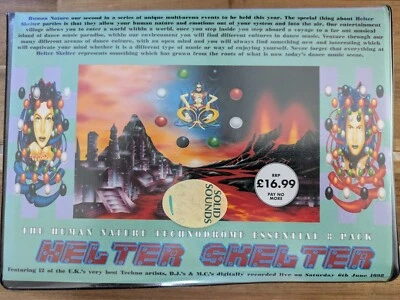 Human Nature our second in a series of unique multiarena events to be held this year. The special thing about Helter
Skelter parties is that they allow your human nature and emotions out of your system and into the air. Our entertainment
village allows you to enter a world within a world, once you step inside you step aboard a voyage to a far out musical
island of dance music paradise, within our environment you will find different cultures in dance music. Venture through our
many different arenas of dance culture, with an open mind and you will always find something new and interesting which
will captivate your mind whether it is a different type of music or way of enjoying yourself. Never forget that everything at
Helter Skelter represents something which has grown from the roots of what is now today's dance music scene.
SOLID
SOUNDS
RRP
£16.99
PAY NO
MORE
THE HUMAN NATURE TECHNODROME ESSENTIAL 8 PACK
HELTER SKELTER
Featuring 12 of the U.K.'s very best Techno artists, D.J.'s & M.C.'s digitally recorded live on Saturday 6th June 1998